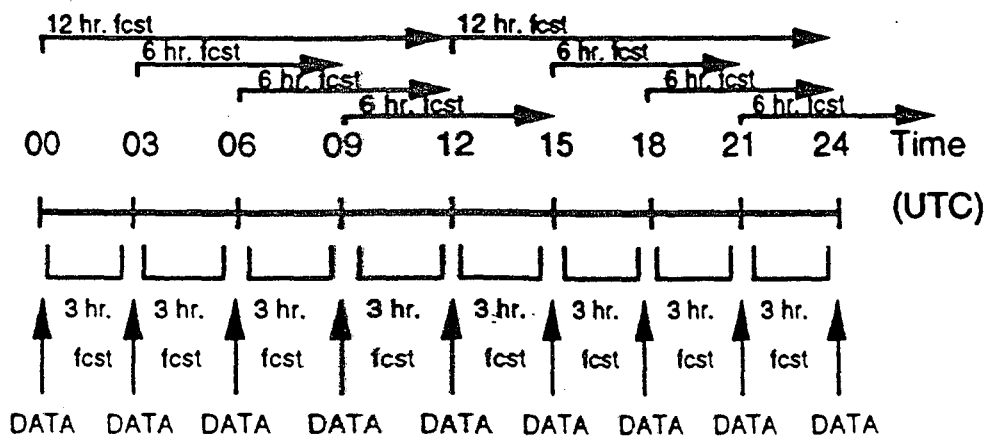 12 hr. fcst 12 hr. fcst
6 hr. fcst 6 hr. fcst
6 hr. fcst 6 hr. fcst
6 hr. fcst 6 hr. fcst
00 03 06 09 12 15 18 21 24 Time
(UTC)
3 hr. 3 hr. 3 hr. 3 hr. 3 hr. 3 hr. 3 hr. 3 hr.
fcst fcst fcst fcst fcst fcst fcst fcst
DATA DATA DATA DATA DATA DATA DATA DATA DATA